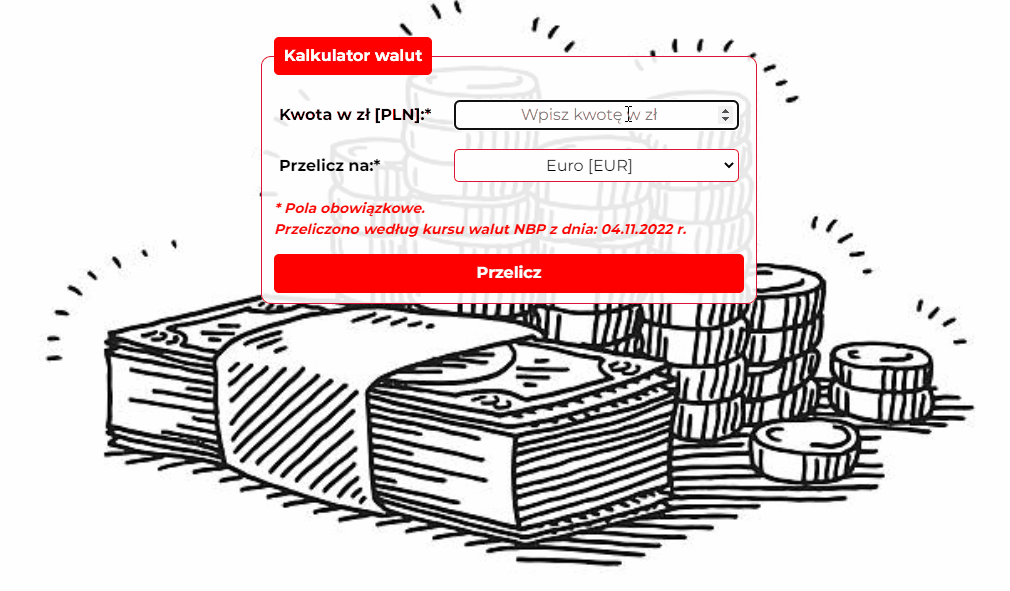 Kalkulator walut
Kwota w zł [PLN]:* Wpisz kwotę w zł
Przelicz na:* Euro [EUR]
* Pola obowiązkowe.
Przeliczono według kursu walut NBP z dnia: 04.11.2022 r.
Przelicz